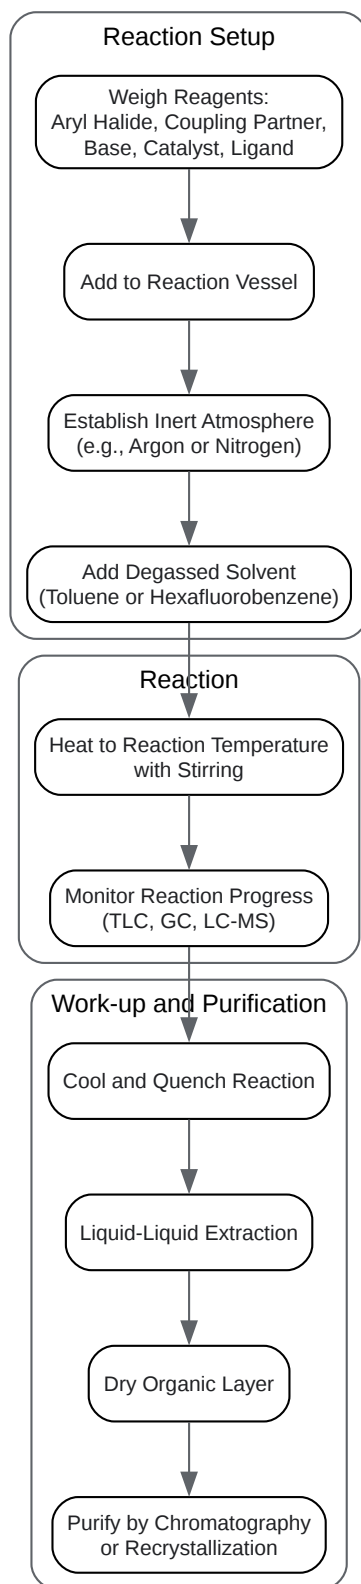 Reaction Setup
Weigh Reagents:
Aryl Halide, Coupling Partner,
Base, Catalyst, Ligand
Add to Reaction Vessel
Establish Inert Atmosphere
(e.g., Argon or Nitrogen)
Add Degassed Solvent
(Toluene or Hexafluorobenzene)
Reaction
Heat to Reaction Temperature
with Stirring
Monitor Reaction Progress
(TLC, GC, LC-MS)
Work-up and Purification
Cool and Quench Reaction
Liquid-Liquid Extraction
Dry Organic Layer
Purify by Chromatography
or Recrystallization